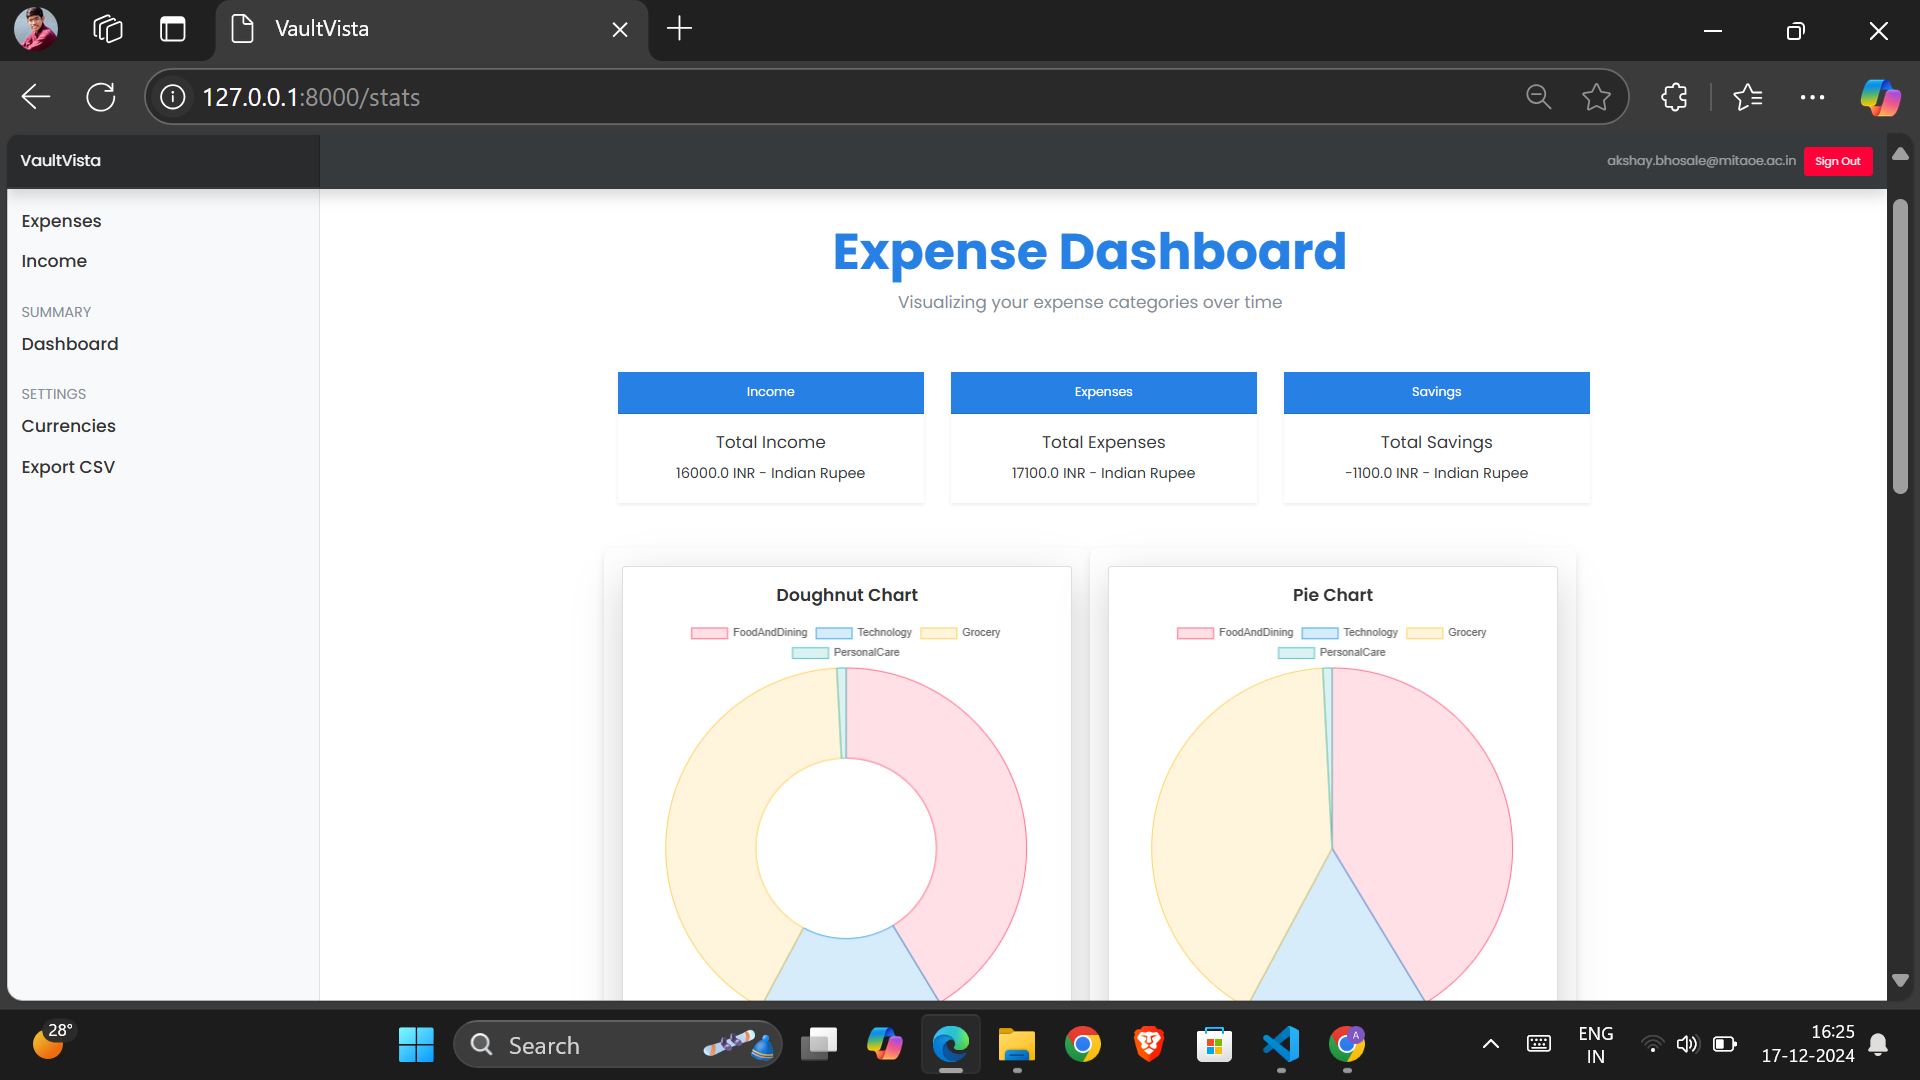 VaultVista
127.0.0.1:8000/stats
VaultVista
akshay.bhosale@mitaoe.ac.in Sign Out
Expenses
Income
SUMMARY
Dashboard
SETTINGS
Currencies
Export CSV
Expense Dashboard
Visualizing your expense categories over time
Income
Total Income
16000.0 INR - Indian Rupee
Expenses
Total Expenses
17100.0 INR - Indian Rupee
Savings
Total Savings
-1100.0 INR - Indian Rupee
Doughnut Chart
FoodAndDining Technology Grocery
PersonalCare
Pie Chart
FoodAndDining Technology Grocery
PersonalCare
28°
Search
A
ENG
IN
16:25
17-12-2024